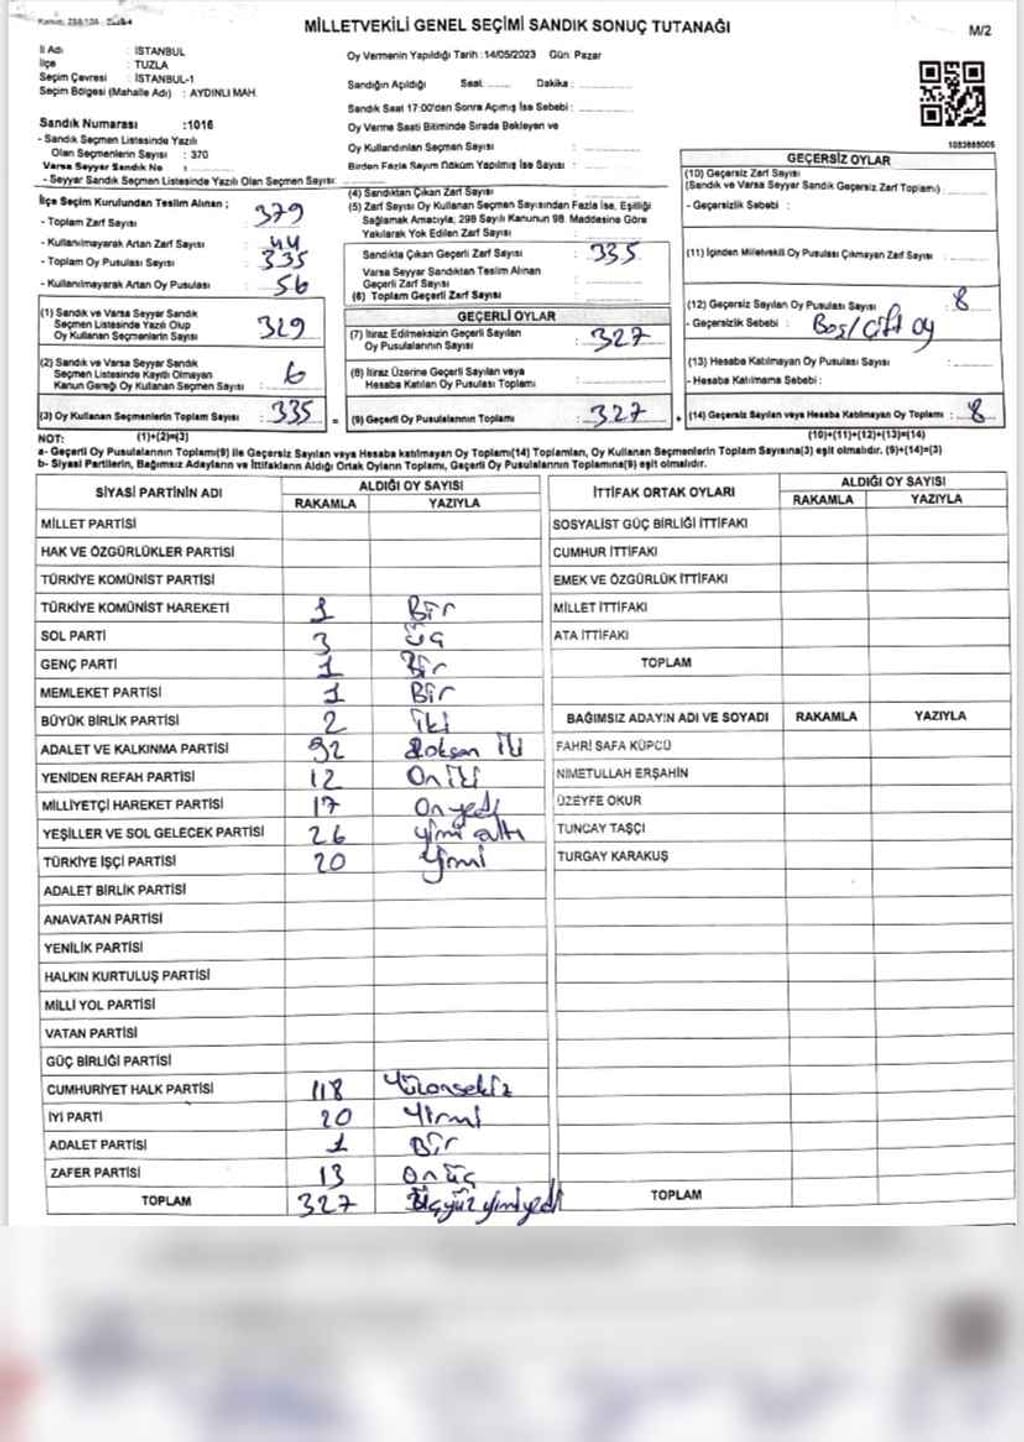 MİLLETVEKİLİ GENEL SEÇİMİ SANDIK SONUÇ TUTANAĞI
M/2
İl Adı : İSTANBUL
İlçe : TUZLA
Seçim Çevresi : İSTANBUL-1
Seçim Bölgesi (Mahalle Adı) : AYDINLI MAH.
Oy Vermenin Yapıldığı Tarih : 14/05/2023 Gün: Pazar
Sandığın Açıldığı Saat: Dakika :
Sandık Saat 17:00'den Sonra Açımış İse Sebebi :
Oy Verme Saati Bitiminde Sırada Bekleyen ve
Oy Kullandırılan Seçmen Sayısı :
Birden Fazla Sayım Döküm Yapılmış İse Sayısı :
Sandık Numarası :1016
- Sandık Seçmen Listesinde Yazılı
Olan Seçmenlerin Sayısı : 370
Varsa Seyyar Sandık No :
- Seyyar Sandık Seçmen Listesinde Yazılı Olan Seçmen Sayısı:
İlçe Seçim Kurulundan Teslim Alınan ;
- Toplam Zarf Sayısı : 379
- Kullanılmayarak Artan Zarf Sayısı : 44
- Toplam Oy Pusulası Sayısı : 335
- Kullanılmayarak Artan Oy Pusulası : 56
(1) Sandık ve Varsa Seyyar Sandık
Seçmen Listesinde Yazılı Olup
Oy Kullanan Seçmenlerin Sayısı : 329
(2) Sandık ve Varsa Seyyar Sandık
Seçmen Listesinde Kayıtlı Olmayan
Kanun Gereği Oy Kullanan Seçmen Sayısı : 6
(3) Oy Kullanan Seçmenlerin Toplam Sayısı : 335 =
(4) Sandıktan Çıkan Zarf Sayısı :
(5) Zarf Sayısı Oy Kullanan Seçmen Sayısından Fazla İse, Eşitliği
Sağlamak Amacıyla; 298 Sayılı Kanunun 98. Maddesine Göre
Yakılarak Yok Edilen Zarf Sayısı :
Sandıkta Çıkan Geçerli Zarf Sayısı : 335
Varsa Seyyar Sandıktan Teslim Alınan
Geçerli Zarf Sayısı :
(6) Toplam Geçerli Zarf Sayısı :
GEÇERLİ OYLAR
(7) İtiraz Edilmeksizin Geçerli Sayılan
Oy Pusulalarının Sayısı : 327
(8) İtiraz Üzerine Geçerli Sayılan veya
Hesaba Katılan Oy Pusulası Toplamı :
(9) Geçerli Oy Pusulalarının Toplamı : 327 +
1083888006
GEÇERSİZ OYLAR
(10) Geçersiz Zarf Sayısı
(Sandık ve Varsa Seyyar Sandık Geçersiz Zarf Toplamı) :
- Geçersizlik Sebebi :
(11) İçinden Milletvekili Oy Pusulası Çıkmayan Zarf Sayısı :
(12) Geçersiz Sayılan Oy Pusulası Sayısı : 8
- Geçersizlik Sebebi : Boş/Çift oy
(13) Hesaba Katılmayan Oy Pusulası Sayısı :
- Hesaba Katılmama Sebebi :
(14) Geçersiz Sayılan veya Hesaba Katılmayan Oy Toplamı : 8
NOT: (1)+(2)=(3) (10)+(11)+(12)+(13)=(14)
a- Geçerli Oy Pusulalarının Toplamı(9) ile Geçersiz Sayılan veya Hesaba katılmayan Oy Toplamı(14) Toplamları, Oy Kullanan Seçmenlerin Toplam Sayısına(3) eşit olmalıdır. (9)+(14)=(3)
b- Siyasi Partilerin, Bağımsız Adayların ve İttifakların Aldığı Ortak Oyların Toplamı, Geçerli Oy Pusulalarının Toplamına(9) eşit olmalıdır.
SİYASİ PARTİNİN ADI ALDIĞI OY SAYISI
RAKAMLA YAZIYLA
MİLLET PARTİSİ
HAK VE ÖZGÜRLÜKLER PARTİSİ
TÜRKİYE KOMÜNİST PARTİSİ
TÜRKİYE KOMÜNİST HAREKETİ 1 Bir
SOL PARTİ 3 üç
GENÇ PARTİ 1 Bir
MEMLEKET PARTİSİ 1 Bir
BÜYÜK BİRLİK PARTİSİ 2 iki
ADALET VE KALKINMA PARTİSİ 92 doksan iki
YENİDEN REFAH PARTİSİ 12 On iki
MİLLİYETÇİ HAREKET PARTİSİ 17 Onyedi
YEŞİLLER VE SOL GELECEK PARTİSİ 26 yirmi altı
TÜRKİYE İŞÇİ PARTİSİ 20 yirmi
ADALET BİRLİK PARTİSİ
ANAVATAN PARTİSİ
YENİLİK PARTİSİ
HALKIN KURTULUŞ PARTİSİ
MİLLİ YOL PARTİSİ
VATAN PARTİSİ
GÜÇ BİRLİĞİ PARTİSİ
CUMHURİYET HALK PARTİSİ 118 Yüzonsekiz
İYİ PARTİ 20 Yirmi
ADALET PARTİSİ 1 Bir
ZAFER PARTİSİ 13 on üç
TOPLAM 327 üçyüz yirmiyedi
İTTİFAK ORTAK OYLARI ALDIĞI OY SAYISI
RAKAMLA YAZIYLA
SOSYALİST GÜÇ BİRLİĞİ İTTİFAKI
CUMHUR İTTİFAKI
EMEK VE ÖZGÜRLÜK İTTİFAKI
MİLLET İTTİFAKI
ATA İTTİFAKI
TOPLAM
BAĞIMSIZ ADAYIN ADI VE SOYADI RAKAMLA YAZIYLA
FAHRİ SAFA KÜPCÜ
NİMETULLAH ERŞAHİN
ÜZEYFE OKUR
TUNCAY TAŞÇI
TURGAY KARAKUŞ
TOPLAM